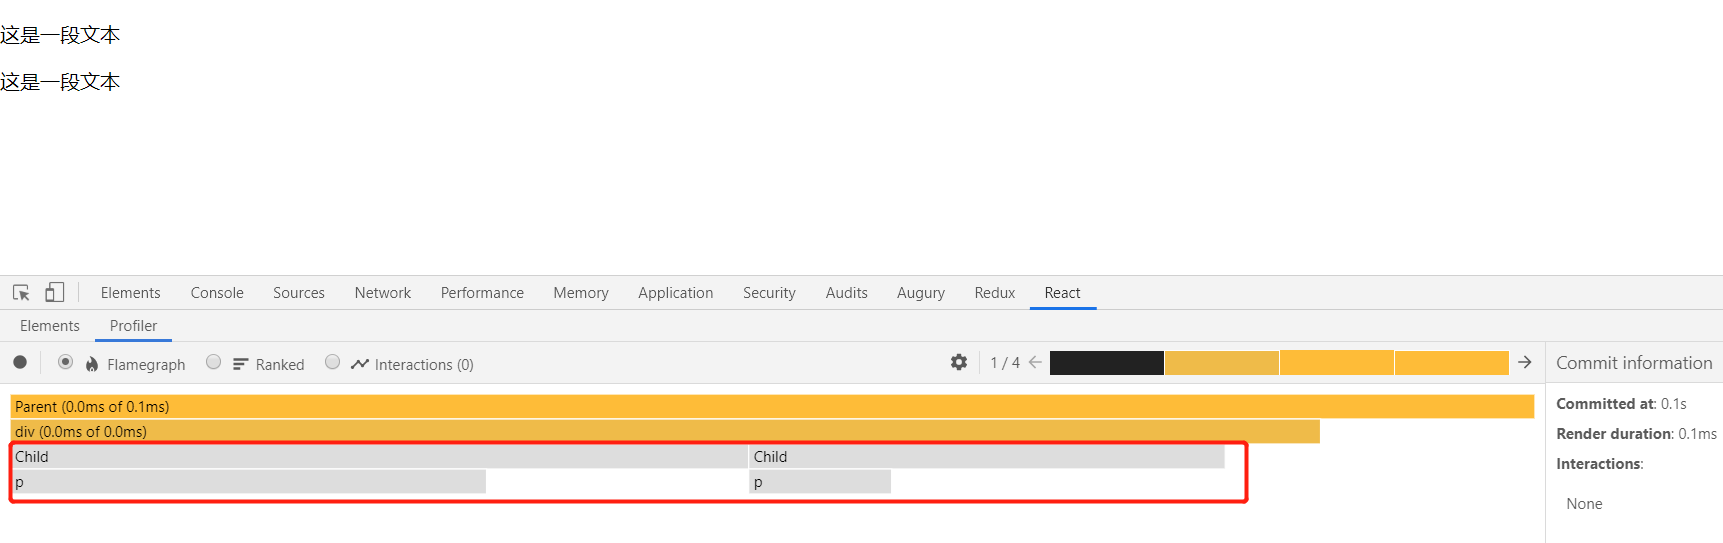 这是一段文本
这是一段文本
Elements Console Sources Network Performance Memory Application Security Audits Augury Redux React
Elements Profiler
Flamegraph Ranked Interactions (0) 1 / 4 Commit information
Parent (0.0ms of 0.1ms)
div (0.0ms of 0.0ms)
Child Child
p p
Committed at: 0.1s
Render duration: 0.1ms
Interactions:
None